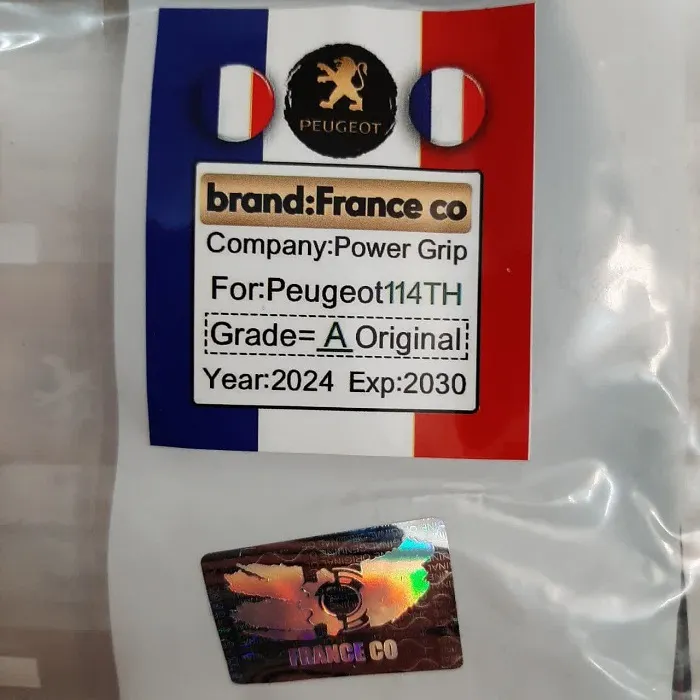 PEUGEOT
brand:France co
Company:Power Grip
For:Peugeot114TH
Grade= A Original
Year:2024 Exp:2030
FRANCE CO